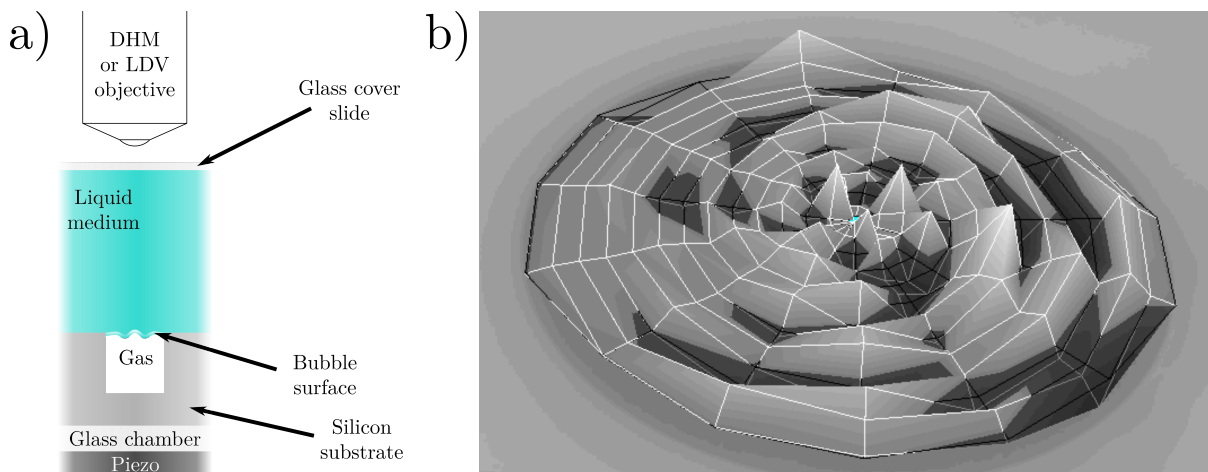 a)
DHM
or LDV
objective
Glass cover
slide
Liquid
medium
Gas
Bubble
surface
Silicon
substrate
Glass chamber
Piezo
b)